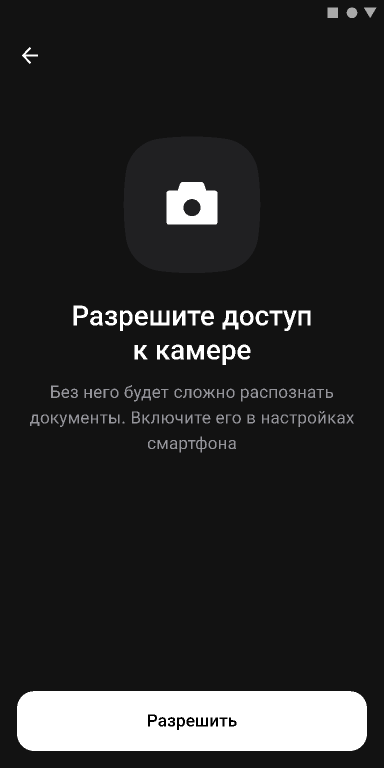 Разрешите доступ
к камере
Без него будет сложно распознать
документы. Включите его в настройках
смартфона
Разрешить